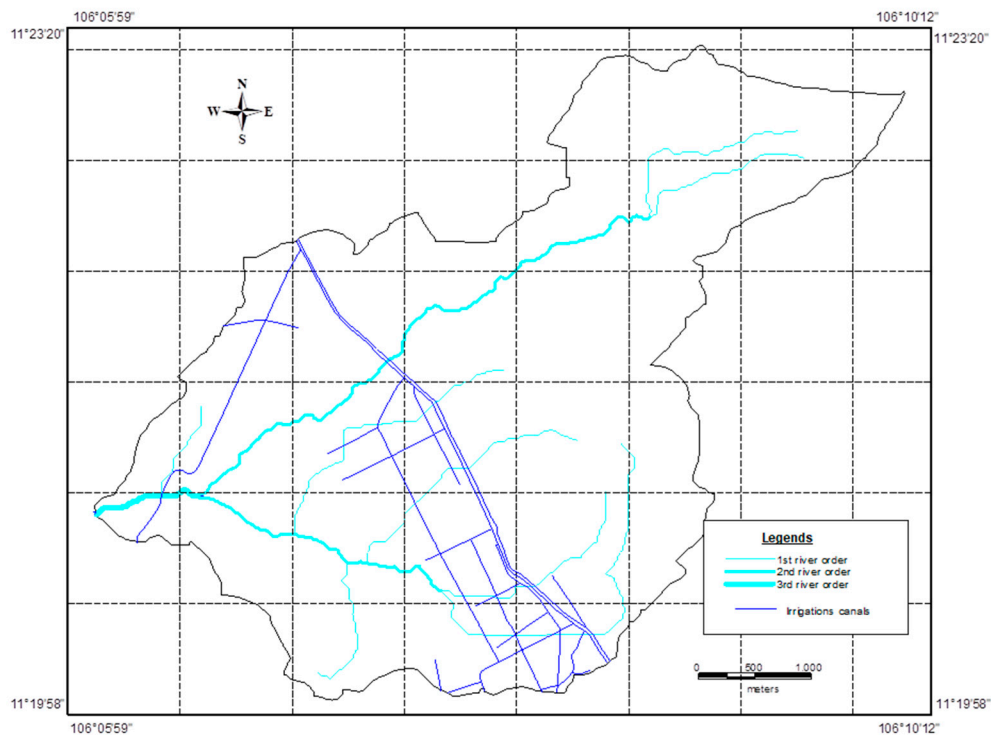 106°05'59" 106°10'12"
11°23'20" 11°23'20"
N
W E
S
Legends
1st river order
2nd river order
3rd river order
Irrigations canals
0 500 1.000
meters
11°19'58" 11°19'58"
106°05'59" 106°10'12"